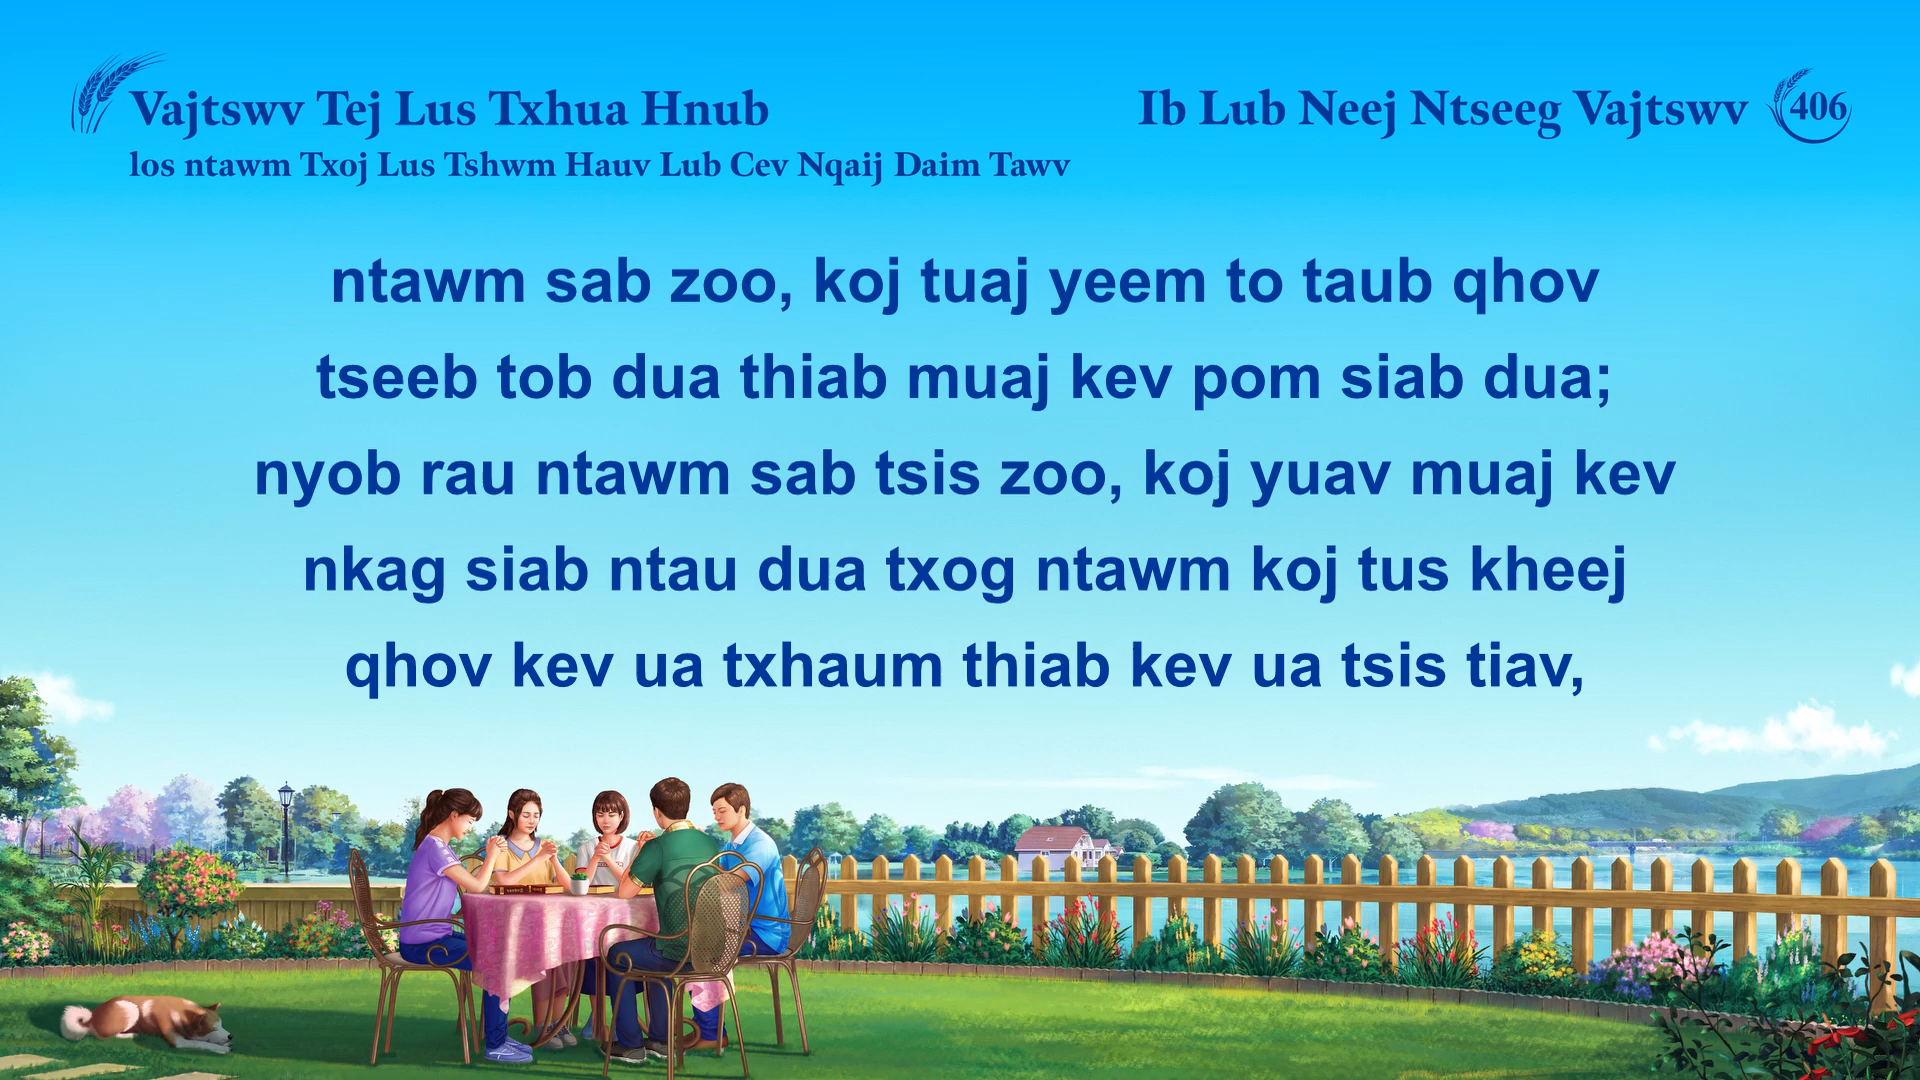 Vajtswv Tej Lus Txhua Hnub
los ntawm Txoj Lus Tshwm Hauv Lub Cev Nqaij Daim Tawv
Ib Lub Neej Ntseeg Vajtswv 406
ntawm sab zoo, koj tuaj yeem to taub qhov
tseeb tob dua thiab muaj kev pom siab dua;
nyob rau ntawm sab tsis zoo, koj yuav muaj kev
nkag siab ntau dua txog ntawm koj tus kheej
qhov kev ua txhaum thiab kev ua tsis tiav,